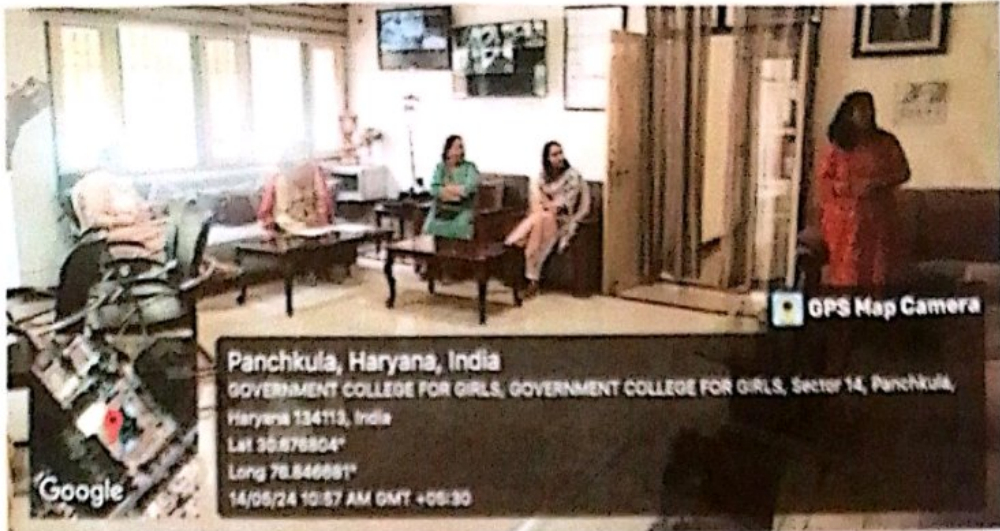 GPS Map Camera
Panchkula, Haryana, India
GOVERNMENT COLLEGE FOR GIRLS, GOVERNMENT COLLEGE FOR GIRLS, Sector 14, Panchkula,
Haryana 134113, India
Lat 30.676804°
Long 76.846681°
14/05/24 10:57 AM GMT +05:30
Google